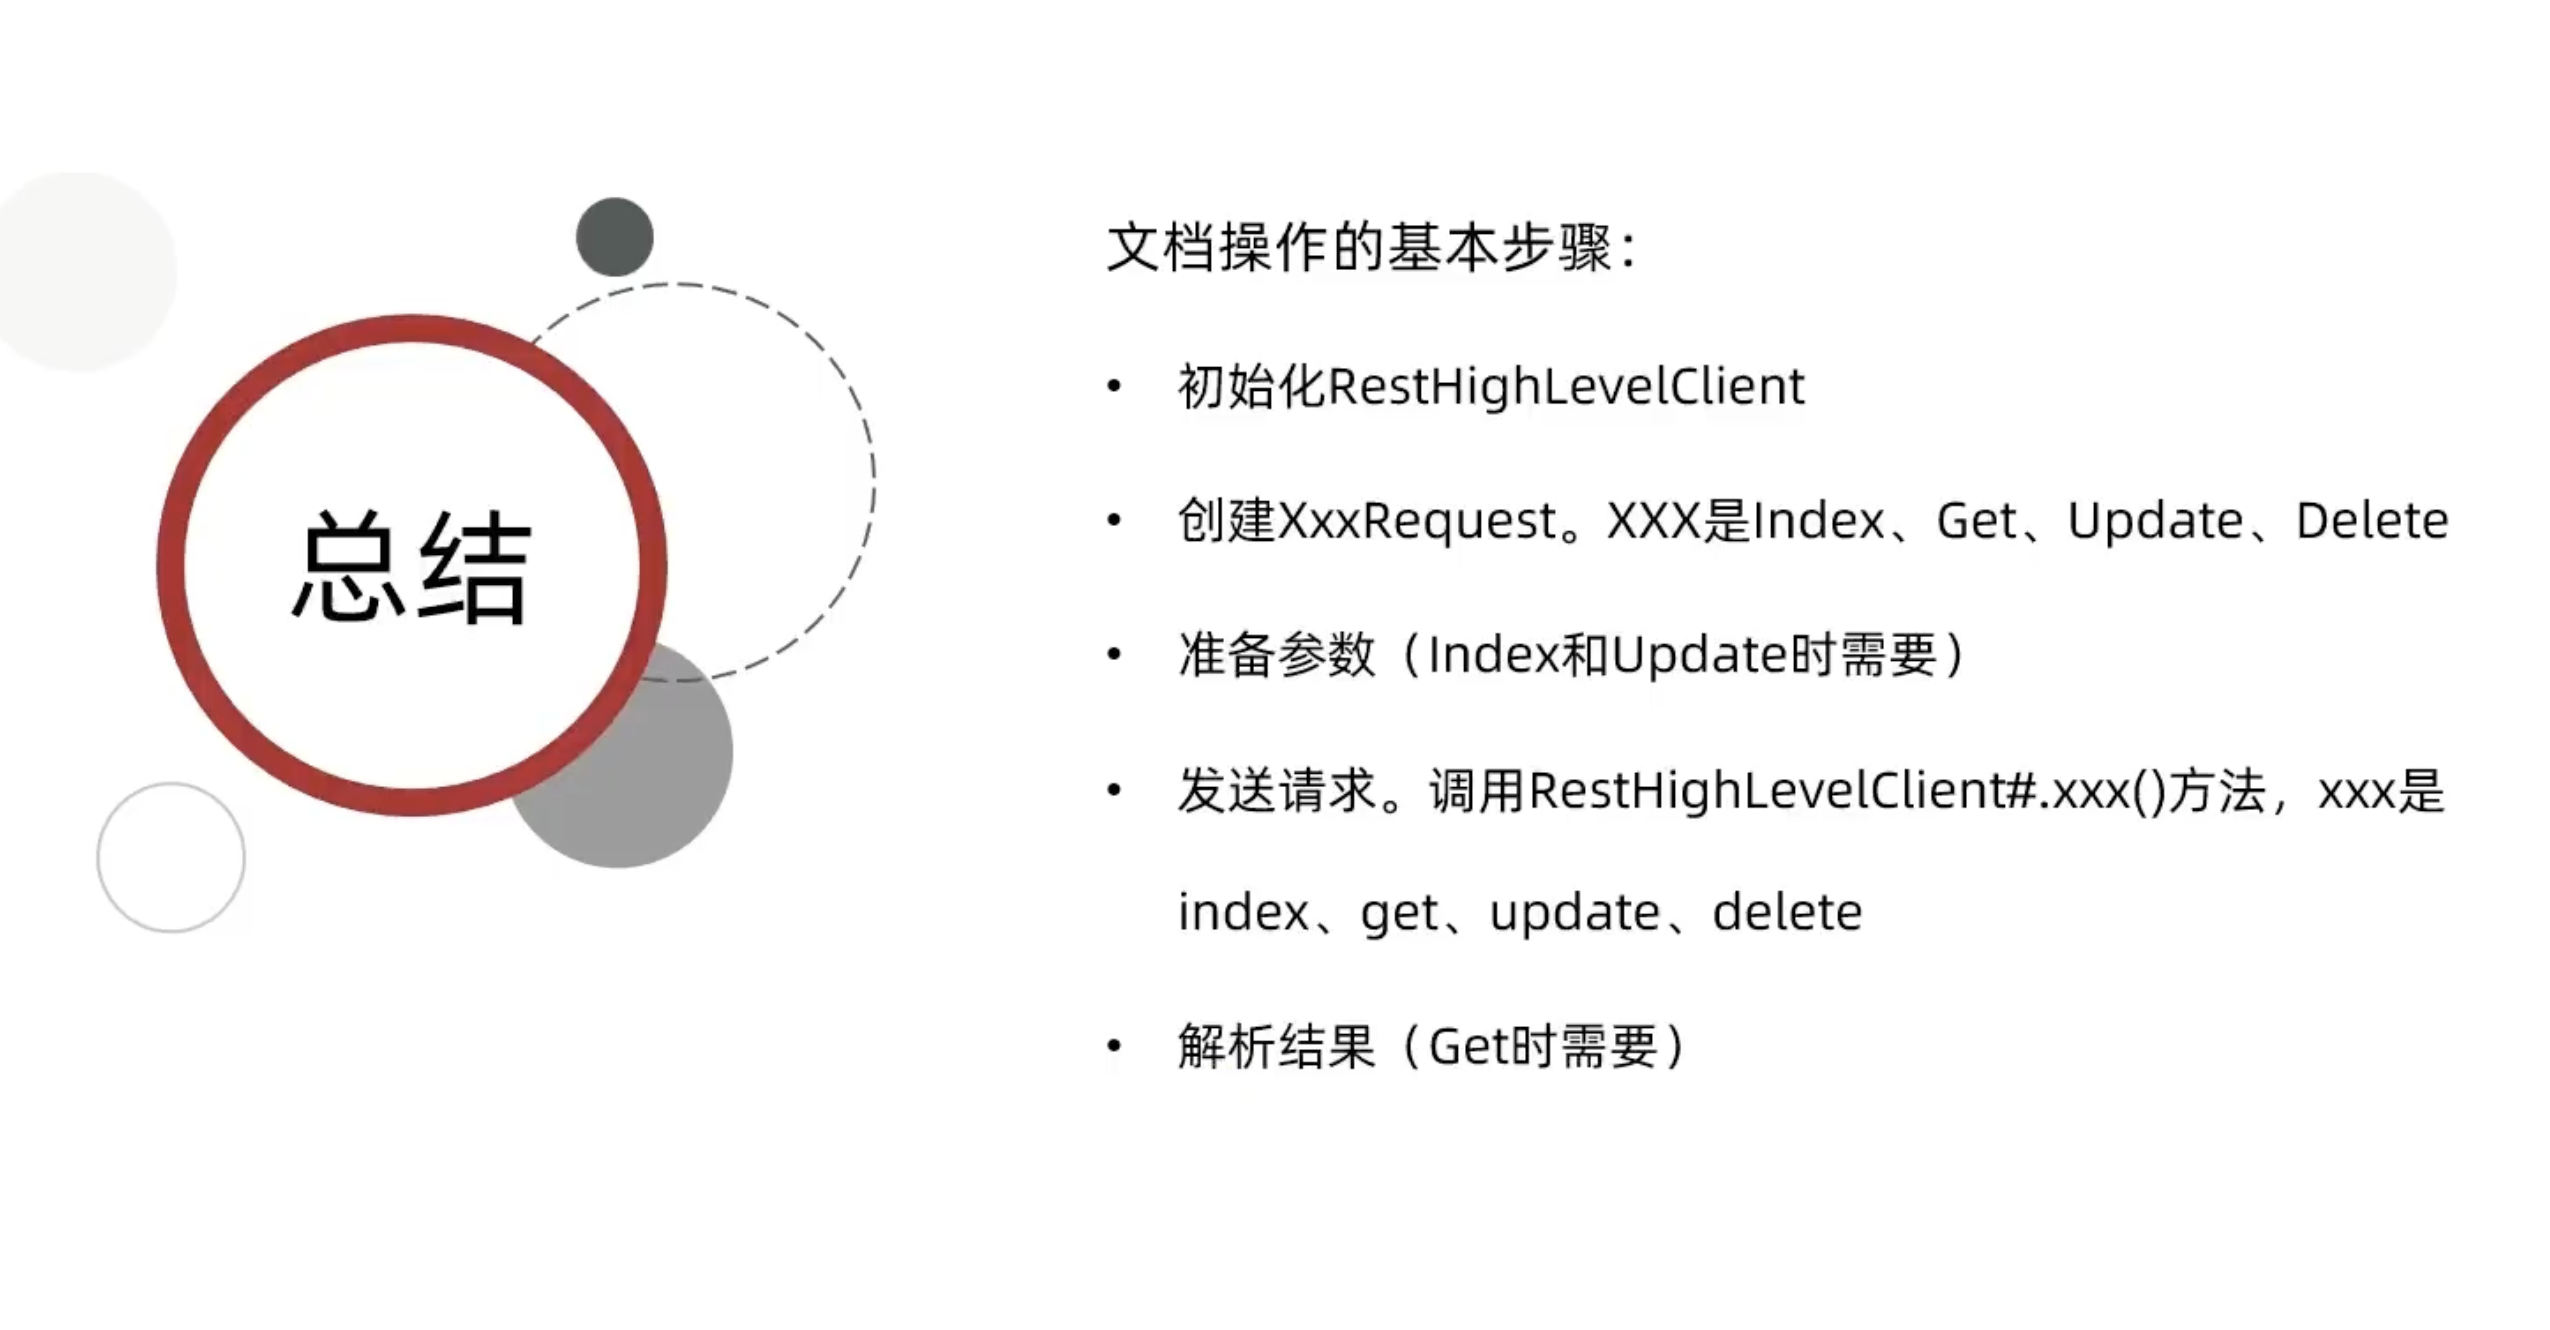 总结
文档操作的基本步骤：
• 初始化RestHighLevelClient
• 创建XxxRequest。XXX是Index、Get、Update、Delete
• 准备参数（Index和Update时需要）
• 发送请求。调用RestHighLevelClient#.xxx()方法，xxx是
index、get、update、delete
• 解析结果（Get时需要）